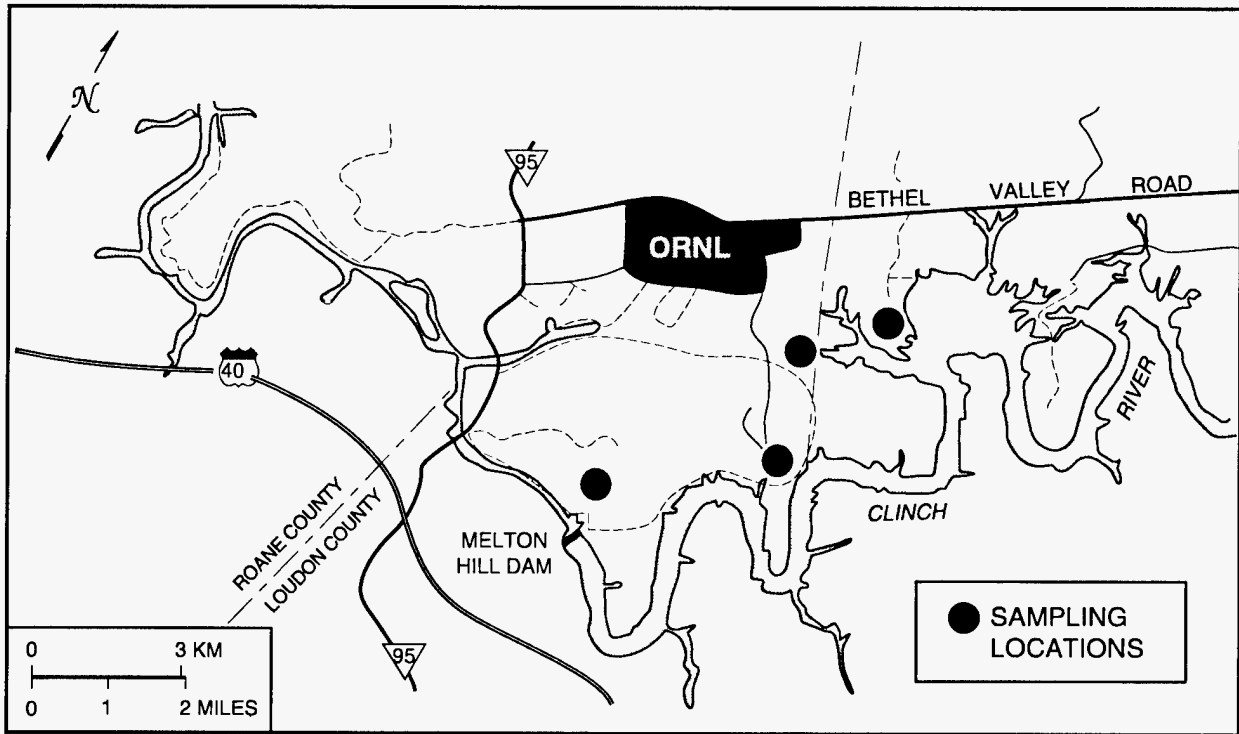 N
95
BETHEL VALLEY ROAD
ORNL
40
RIVER
CLINCH
ROANE COUNTY
LOUDON COUNTY
MELTON
HILL DAM
95
SAMPLING
LOCATIONS
0 3 KM
0 1 2 MILES